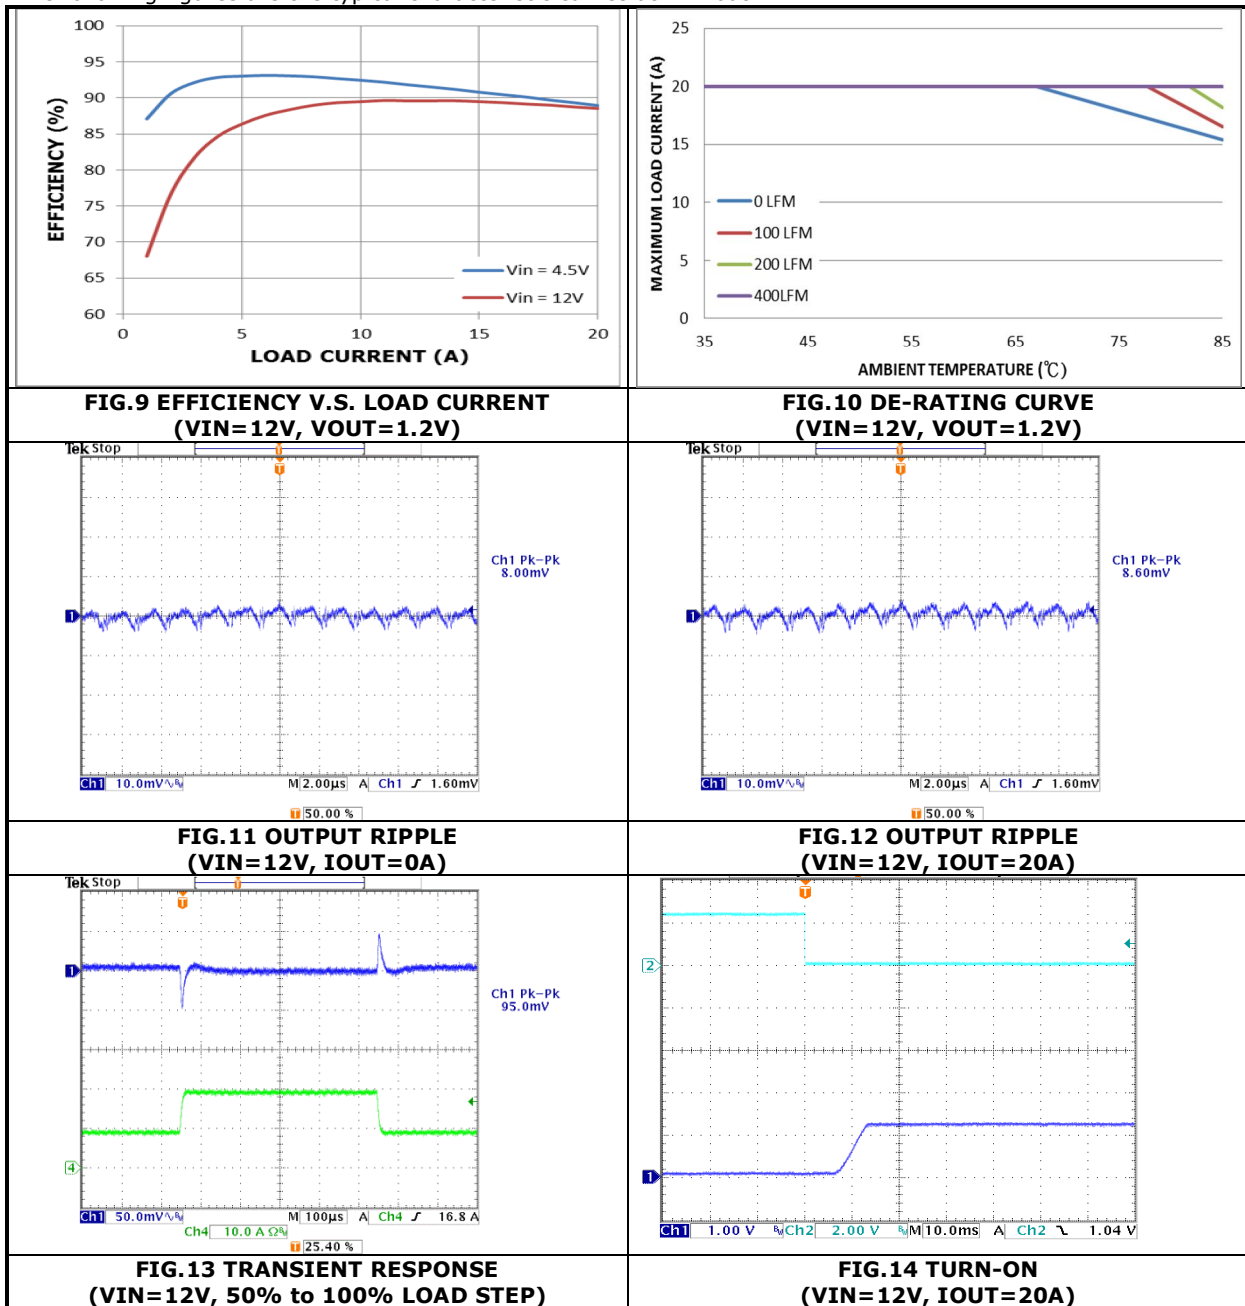 100
95
90
85
80
75
70
65
60
EFFICIENCY (%)
Vin = 4.5V
Vin = 12V
0 5 10 15 20
LOAD CURRENT (A)
25
20
15
10
5
0
MAXIMUM LOAD CURRENT (A)
0 LFM
100 LFM
200 LFM
400LFM
35 45 55 65 75 85
AMBIENT TEMPERATURE (℃)
FIG.9 EFFICIENCY V.S. LOAD CURRENT
(VIN=12V, VOUT=1.2V)
FIG.10 DE-RATING CURVE
(VIN=12V, VOUT=1.2V)
Tek Stop
T
1
Ch1 Pk-Pk
8.00mV
Ch1 10.0mV M 2.00µs A Ch1 1.60mV
T 50.00 %
Tek Stop
T
1
Ch1 Pk-Pk
8.60mV
Ch1 10.0mV M 2.00µs A Ch1 1.60mV
T 50.00 %
FIG.11 OUTPUT RIPPLE
(VIN=12V, IOUT=0A)
FIG.12 OUTPUT RIPPLE
(VIN=12V, IOUT=20A)
Tek Stop
T
1
Ch1 Pk-Pk
95.0mV
4
Ch1 50.0mV M 100µs A Ch4 16.8 A
Ch4 10.0 A Ω
T 25.40 %
T
2
1
Ch1 1.00 V Ch2 2.00 V M 10.0ms A Ch2 1.04 V
FIG.13 TRANSIENT RESPONSE
(VIN=12V, 50% to 100% LOAD STEP)
FIG.14 TURN-ON
(VIN=12V, IOUT=20A)